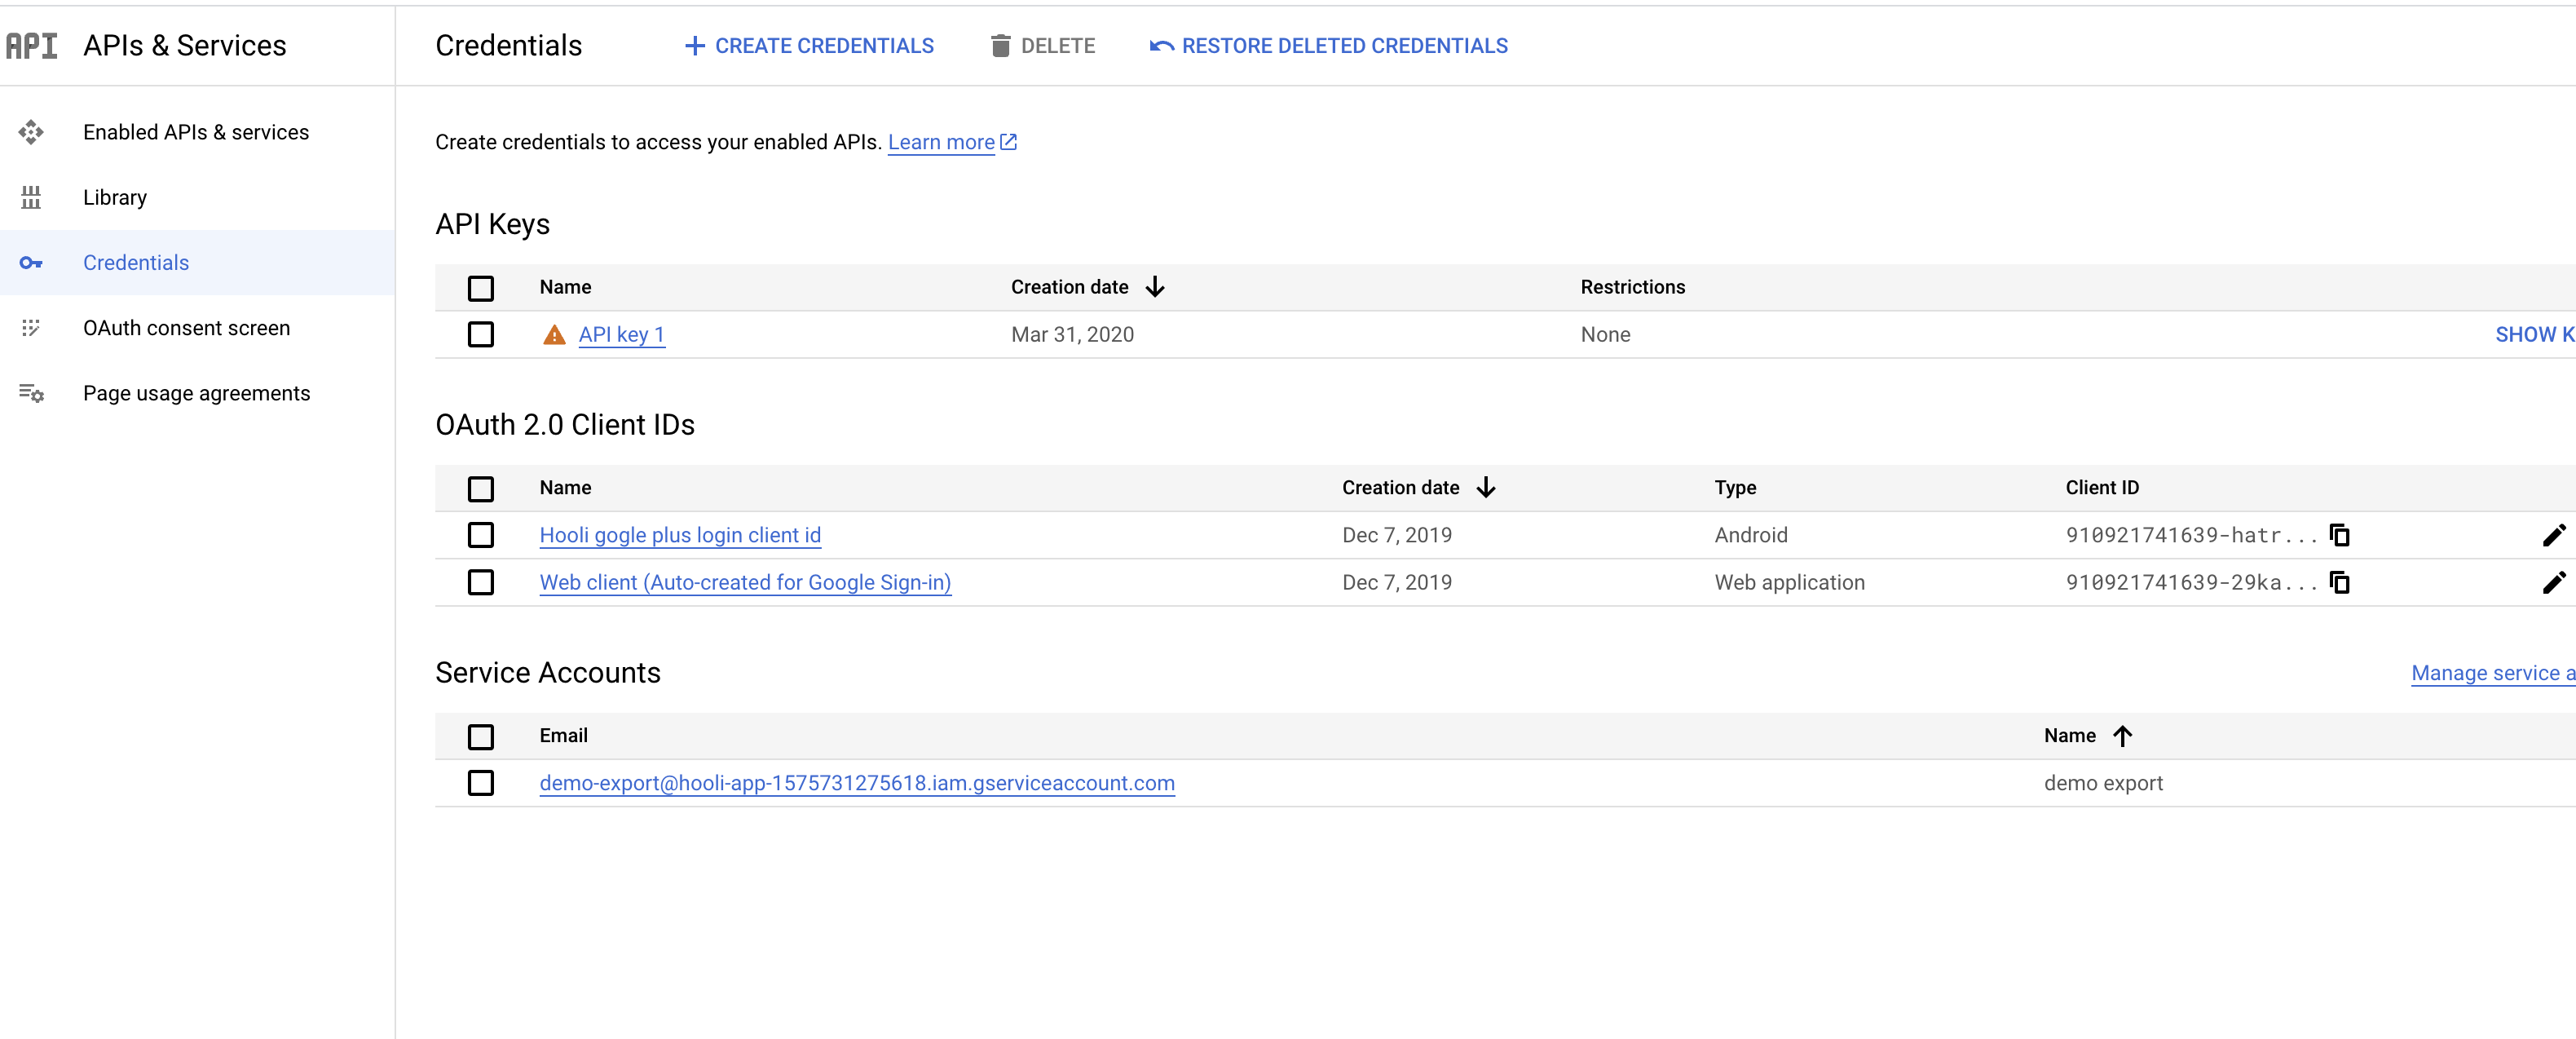 API APIs & Services
Credentials
CREATE CREDENTIALS
DELETE
RESTORE DELETED CREDENTIALS
Enabled APIs & services
Library
Credentials
OAuth consent screen
Page usage agreements
Create credentials to access your enabled APIs. Learn more
API Keys
Name Creation date Restrictions
API key 1 Mar 31, 2020 None SHOW K
OAuth 2.0 Client IDs
Name Creation date Type Client ID
Hooli gogle plus login client id Dec 7, 2019 Android 910921741639-hatr...
Web client (Auto-created for Google Sign-in) Dec 7, 2019 Web application 910921741639-29ka...
Service Accounts Manage service a
Email Name
demo-export@hooli-app-1575731275618.iam.gserviceaccount.com demo export